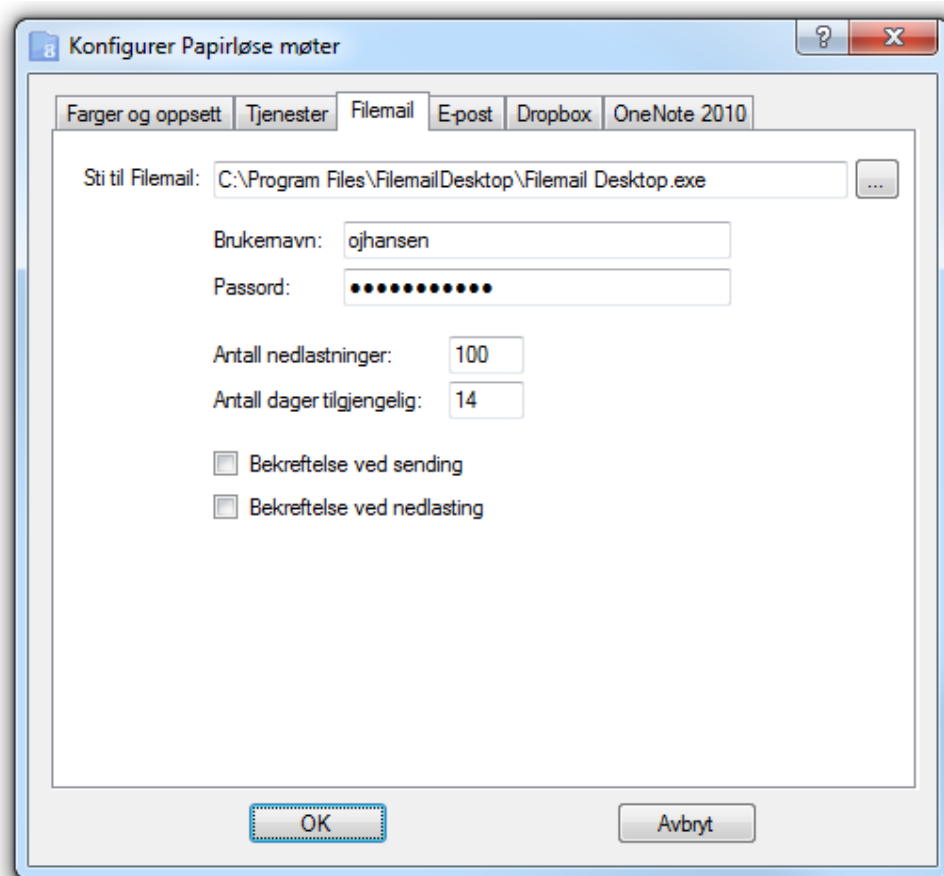 8 Konfigurer Papirløse møter ? X
Farger og oppsett Tjenester Filemail E-post Dropbox OneNote 2010
Sti til Filemail: C:\Program Files\FilemailDesktop\Filemail Desktop.exe ...
Brukernavn: ojhansen
Passord: ●●●●●●●●●●●
Antall nedlastninger: 100
Antall dager tilgjengelig: 14
Bekreftelse ved sending
Bekreftelse ved nedlasting
OK Avbryt